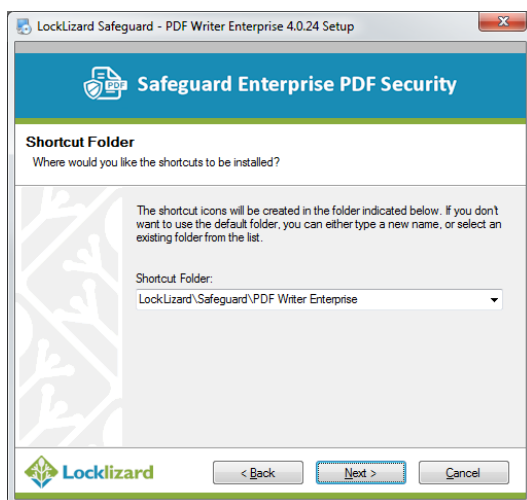 LockLizard Safeguard - PDF Writer Enterprise 4.0.24 Setup
PDF
Safeguard Enterprise PDF Security
Shortcut Folder
Where would you like the shortcuts to be installed?
The shortcut icons will be created in the folder indicated below. If you don't
want to use the default folder, you can either type a new name, or select an
existing folder from the list.
Shortcut Folder:
LockLizard\Safeguard\PDF Writer Enterprise
Locklizard
< Back
Next >
Cancel